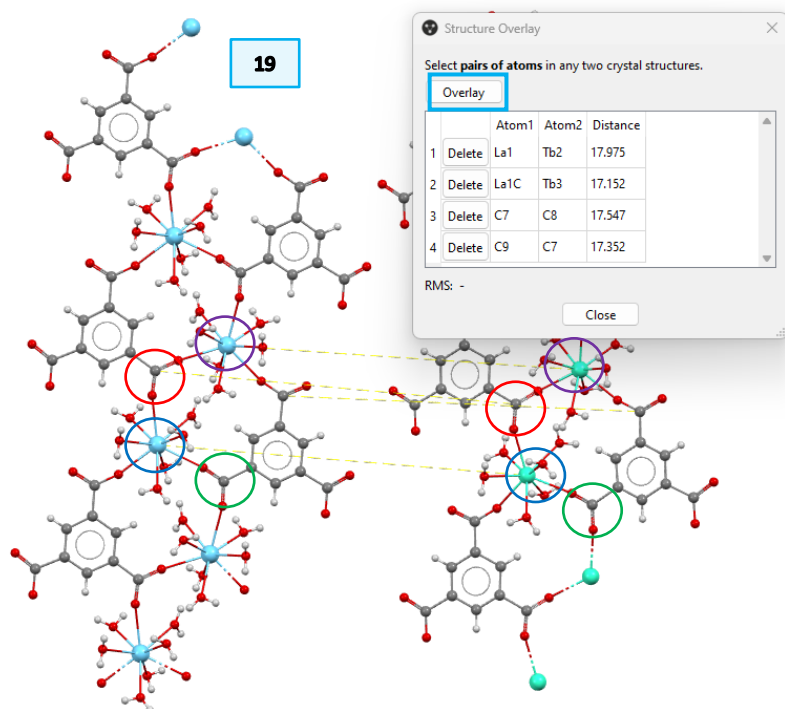 19
Structure Overlay
Select pairs of atoms in any two crystal structures.
Overlay
Atom1 Atom2 Distance
1 Delete La1 Tb2 17.975
2 Delete La1C Tb3 17.152
3 Delete C7 C8 17.547
4 Delete C9 C7 17.352
RMS: -
Close